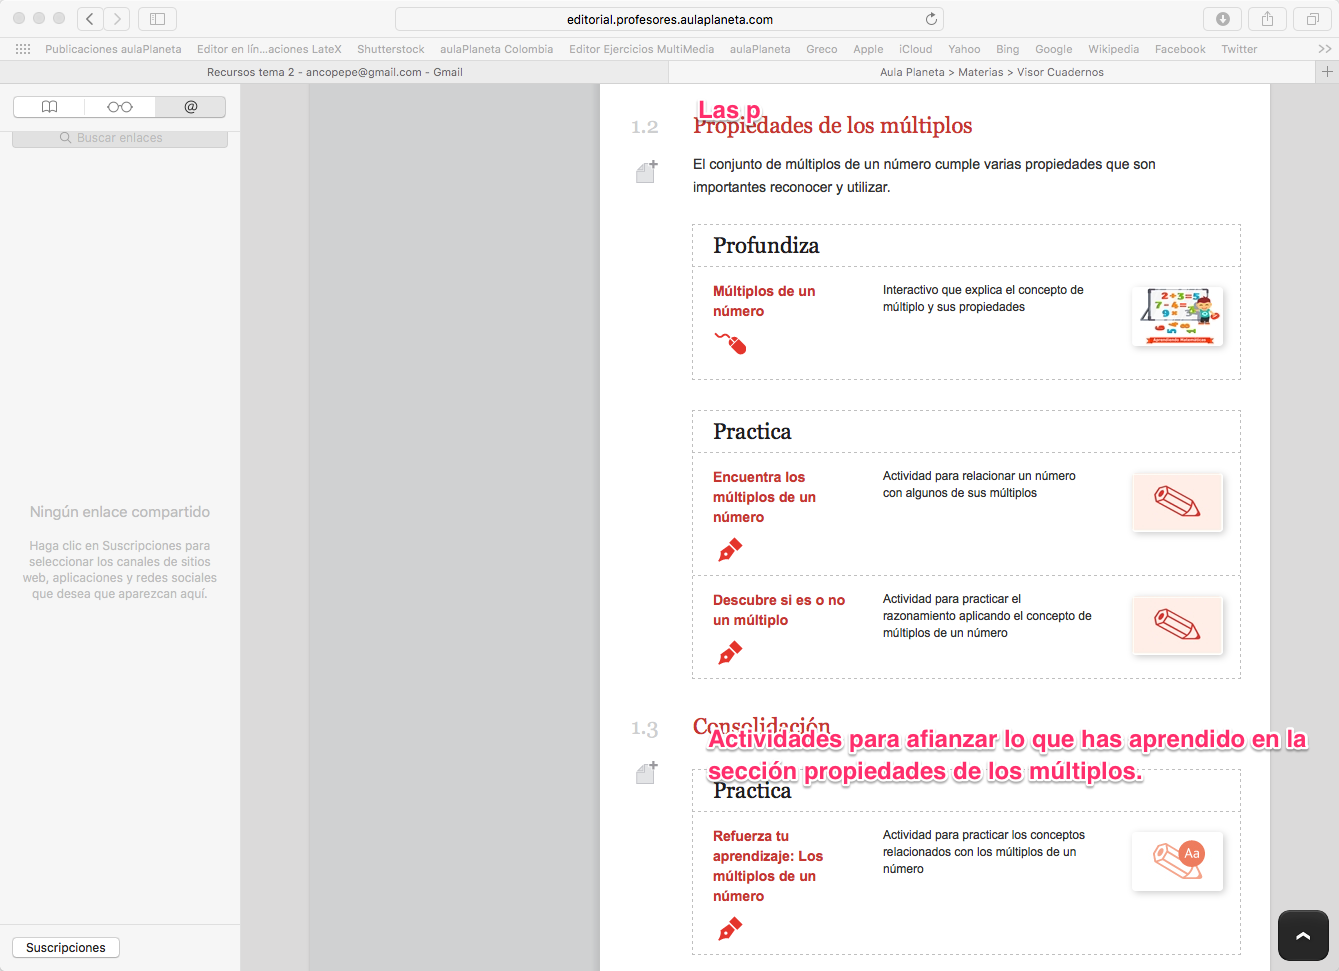 editorial.profesores.aulaplaneta.com
Publicaciones aulaPlaneta Editor en lín...aciones LateX Shutterstock aulaPlaneta Colombia Editor Ejercicios MultiMedia aulaPlaneta Greco Apple iCloud Yahoo Bing Google Wikipedia Facebook Twitter >>
Recursos tema 2 - ancopepe@gmail.com - Gmail
Aula Planeta > Materias > Visor Cuadernos
@
Buscar enlaces
Ningún enlace compartido
Haga clic en Suscripciones para
seleccionar los canales de sitios
web, aplicaciones y redes sociales
que desea que aparezcan aquí.
Suscripciones
Las p
1.2 Propiedades de los múltiplos
El conjunto de múltiplos de un número cumple varias propiedades que son
importantes reconocer y utilizar.
Profundiza
Múltiplos de un
número
Interactivo que explica el concepto de
múltiplo y sus propiedades
2+3=5
7-4=
9× 3
Aprendiendo Matemáticas
Practica
Encuentra los
múltiplos de un
número
Actividad para relacionar un número
con algunos de sus múltiplos
Descubre si es o no
un múltiplo
Actividad para practicar el
razonamiento aplicando el concepto de
múltiplos de un número
1.3 Consolidación
Actividades para afianzar lo que has aprendido en la
sección propiedades de los múltiplos.
Practica
Refuerza tu
aprendizaje: Los
múltiplos de un
número
Actividad para practicar los conceptos
relacionados con los múltiplos de un
número
Aa